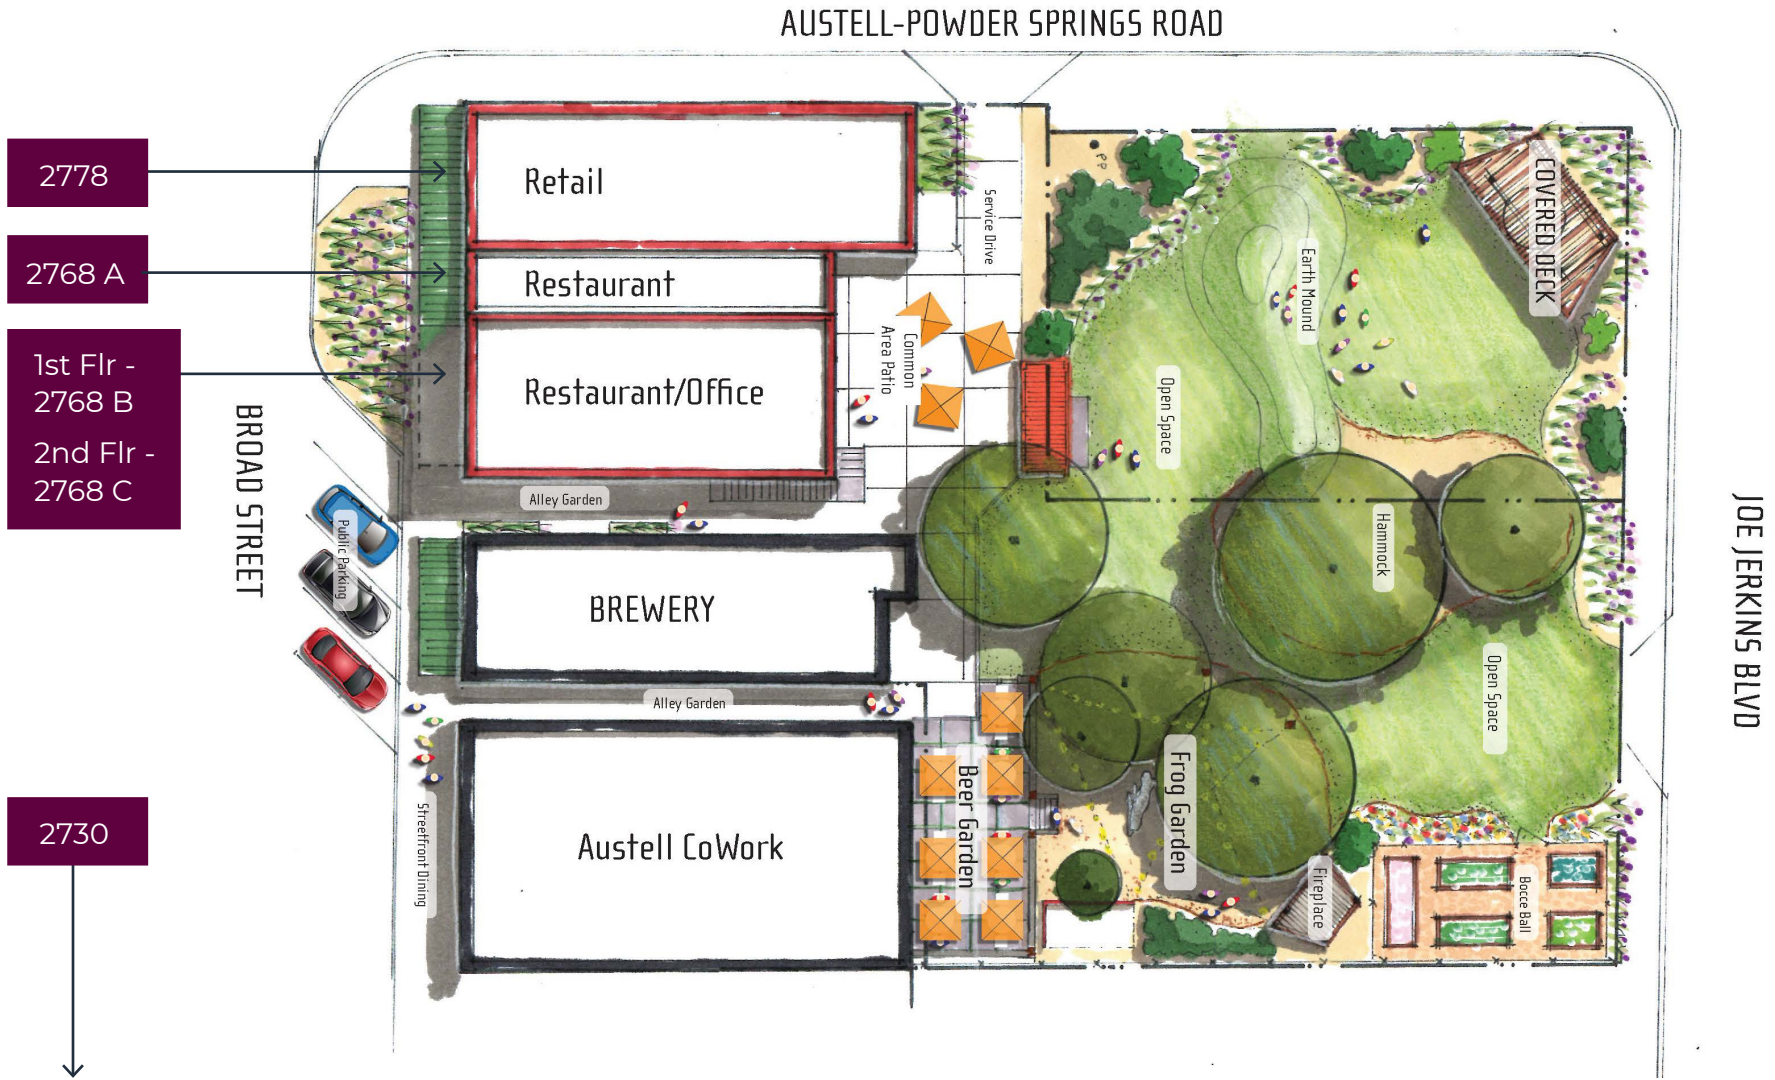 AUSTELL-POWDER SPRINGS ROAD
2778
2768 A
1st Flr -
2768 B
2nd Flr -
2768 C
2730
BROAD STREET
Public Parking
Retail
Restaurant
Restaurant/Office
Alley Garden
BREWERY
Alley Garden
Austell CoWork
Streetfront Dining
Service Drive
Common
Area Patio
Beer Garden
Frog Garden
Fireplace
Bocce Ball
Open Space
Hammock
Open Space
Earth Mound
COVERED DECK
JOE JERKINS BLVD